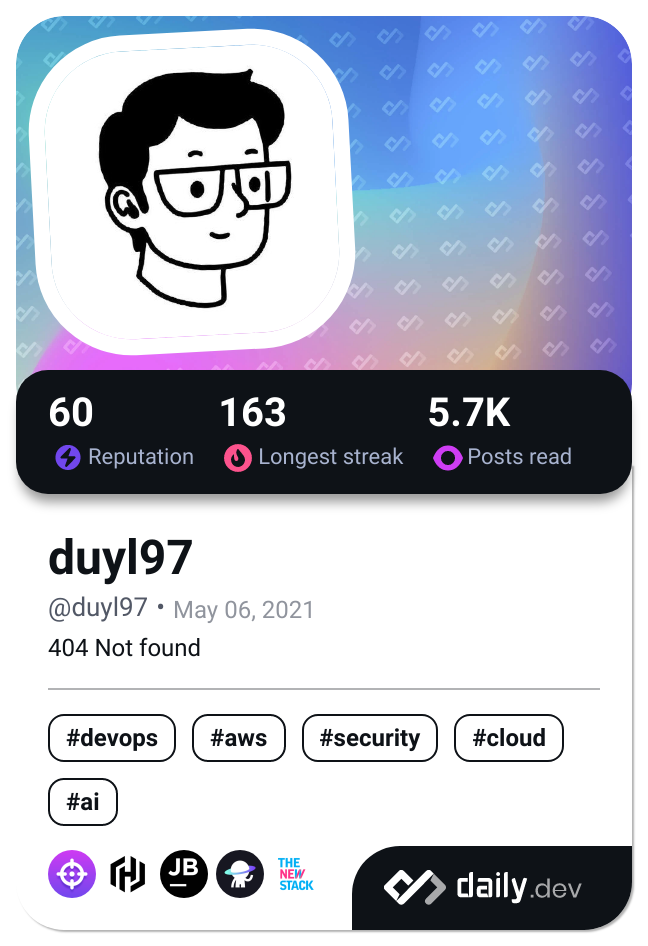 60 163 5.7K
Reputation Longest streak Posts read
duyl97
@duyl97 • May 06, 2021
404 Not found
#devops #aws #security #cloud
#ai
JB
THE
NEW
STACK
daily.dev